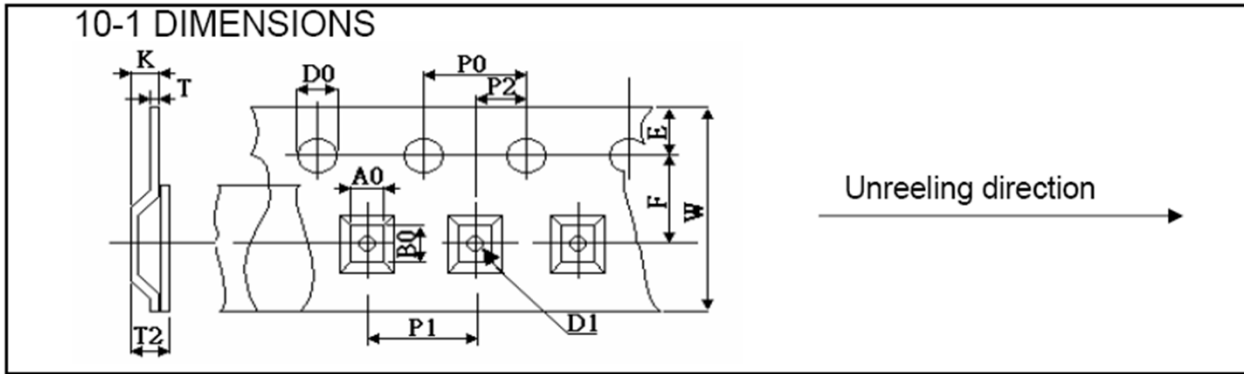 10-1 DIMENSIONS
K
P0
D0
T
P2
E
A0
F
Unreeling direction
W
B0
T2
P1
D1